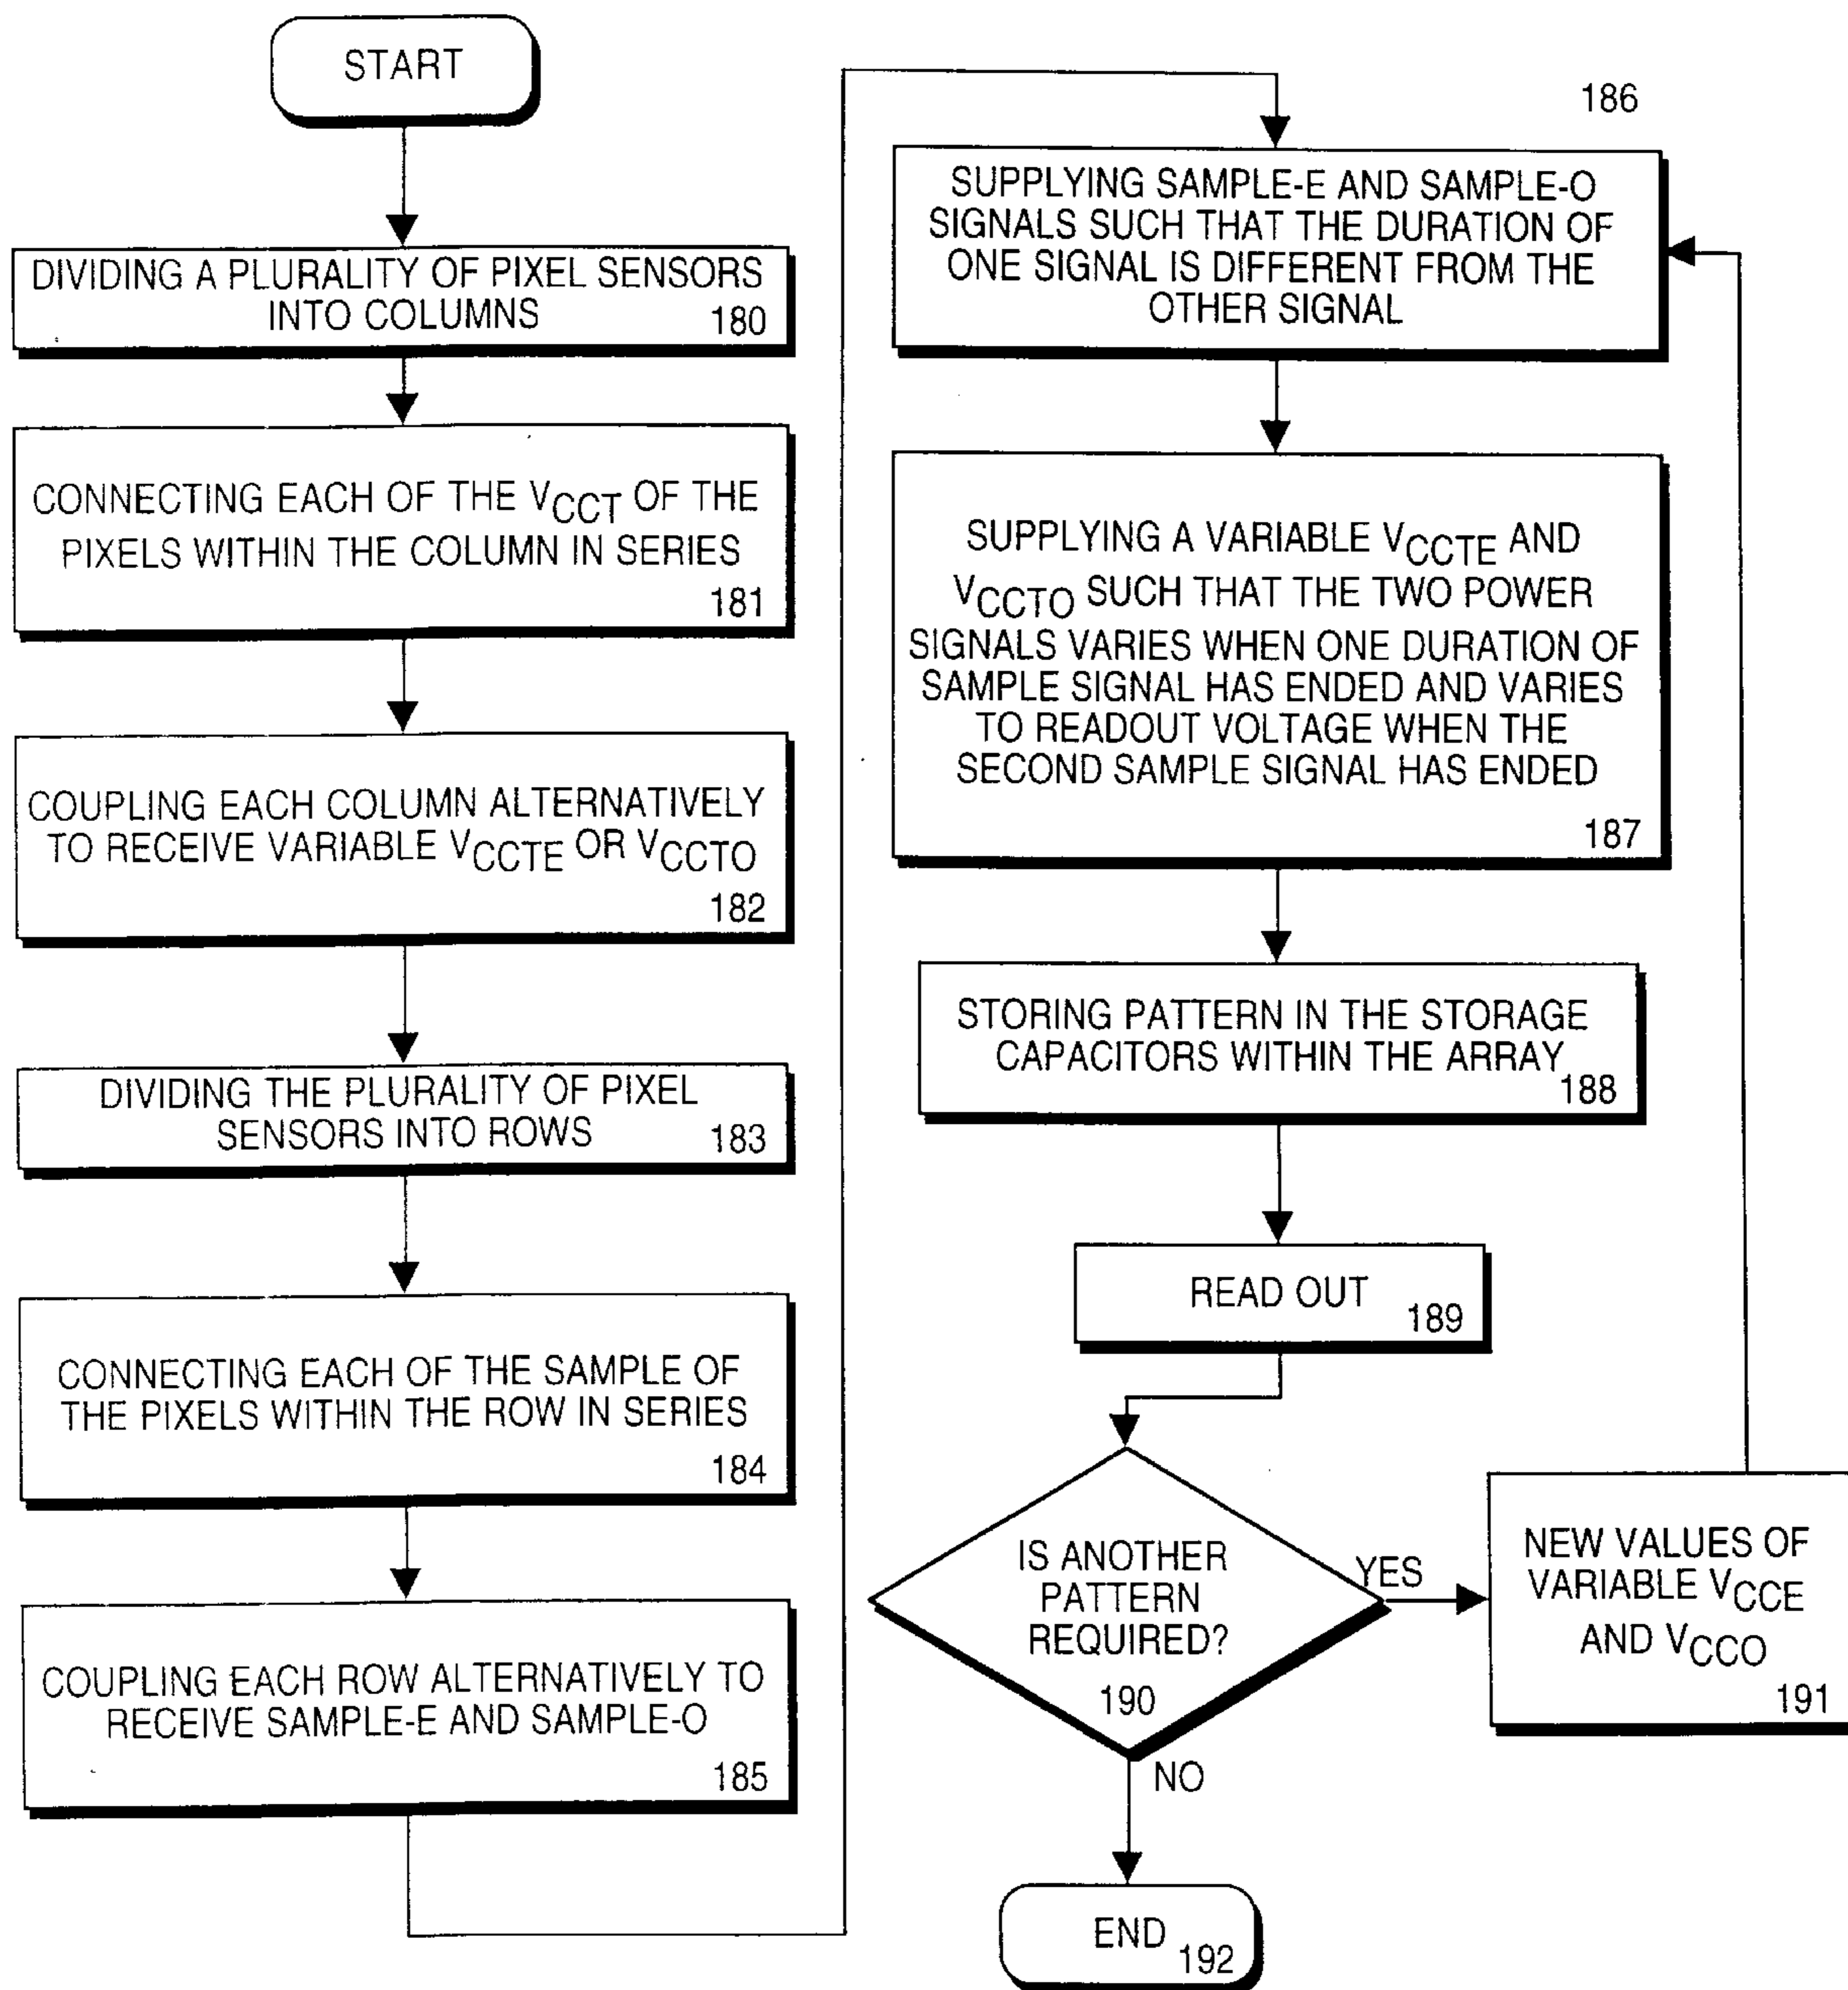 START
DIVIDING A PLURALITY OF PIXEL SENSORS
INTO COLUMNS
180
CONNECTING EACH OF THE VCCT OF THE
PIXELS WITHIN THE COLUMN IN SERIES
181
COUPLING EACH COLUMN ALTERNATIVELY
TO RECEIVE VARIABLE VCCTE OR VCCTO
182
DIVIDING THE PLURALITY OF PIXEL
SENSORS INTO ROWS
183
CONNECTING EACH OF THE SAMPLE OF
THE PIXELS WITHIN THE ROW IN SERIES
184
COUPLING EACH ROW ALTERNATIVELY TO
RECEIVE SAMPLE-E AND SAMPLE-O
185
186
SUPPLYING SAMPLE-E AND SAMPLE-O
SIGNALS SUCH THAT THE DURATION OF
ONE SIGNAL IS DIFFERENT FROM THE
OTHER SIGNAL
SUPPLYING A VARIABLE VCCTE AND
VCCTO SUCH THAT THE TWO POWER
SIGNALS VARIES WHEN ONE DURATION OF
SAMPLE SIGNAL HAS ENDED AND VARIES
TO READOUT VOLTAGE WHEN THE
SECOND SAMPLE SIGNAL HAS ENDED
187
STORING PATTERN IN THE STORAGE
CAPACITORS WITHIN THE ARRAY
188
READ OUT
189
IS ANOTHER
PATTERN
REQUIRED?
190
YES
NEW VALUES OF
VARIABLE VCCE
AND VCCO
191
NO
END
192